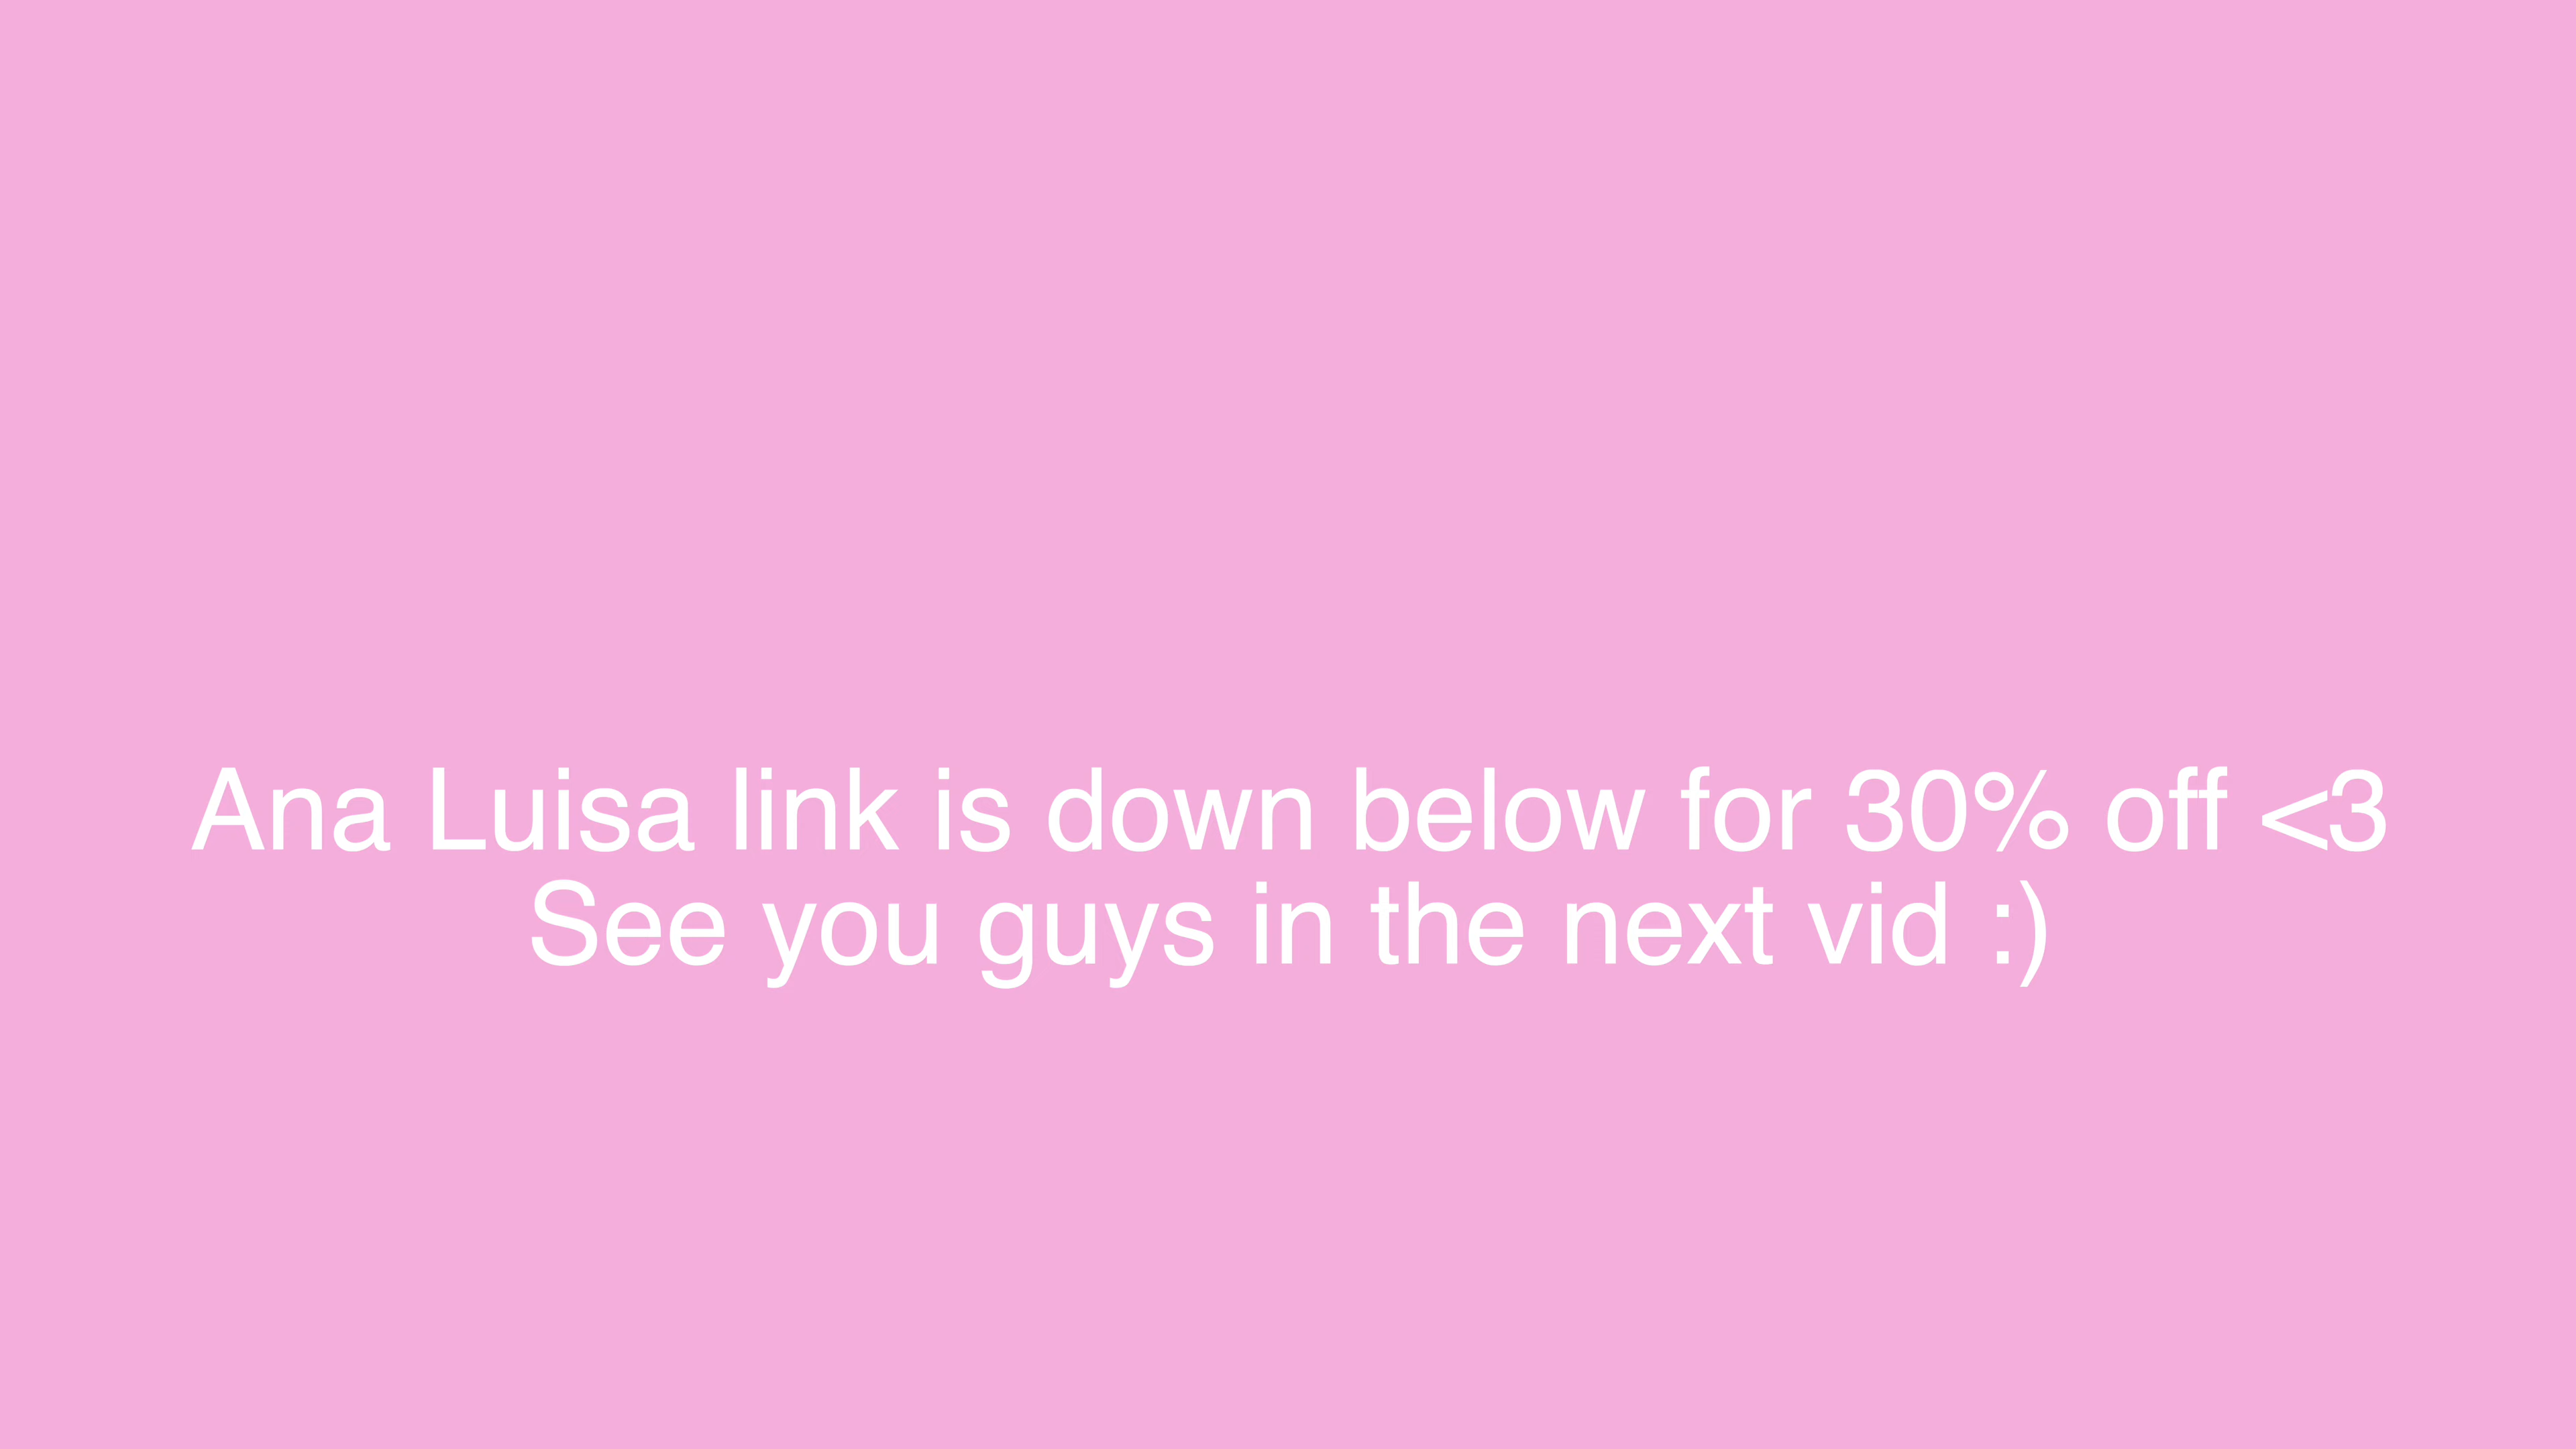 Ana Luisa link is down below for 30% off <3
See you guys in the next vid :)